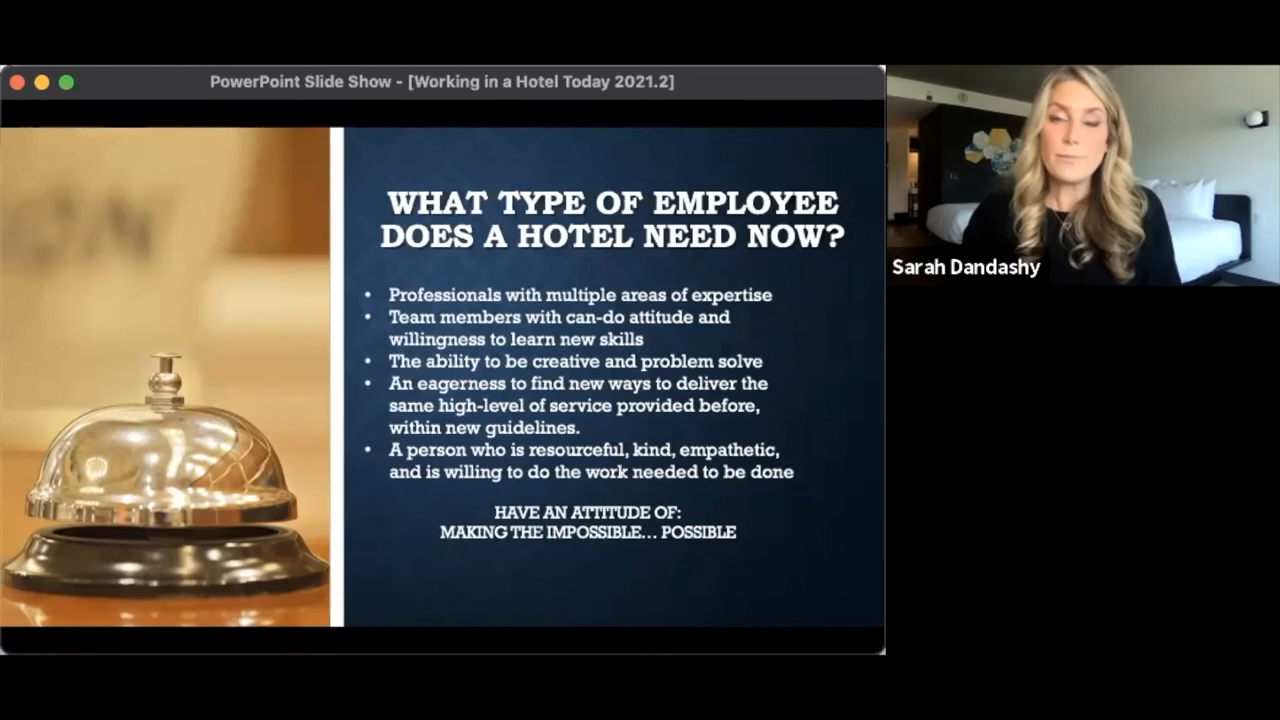 PowerPoint Slide Show - [Working in a Hotel Today 2021.2]
WHAT TYPE OF EMPLOYEE
DOES A HOTEL NEED NOW?
• Professionals with multiple areas of expertise
• Team members with can-do attitude and
willingness to learn new skills
• The ability to be creative and problem solve
• An eagerness to find new ways to deliver the
same high-level of service provided before,
within new guidelines.
• A person who is resourceful, kind, empathetic,
and is willing to do the work needed to be done
HAVE AN ATTITUDE OF:
MAKING THE IMPOSSIBLE... POSSIBLE
Sarah Dandashy